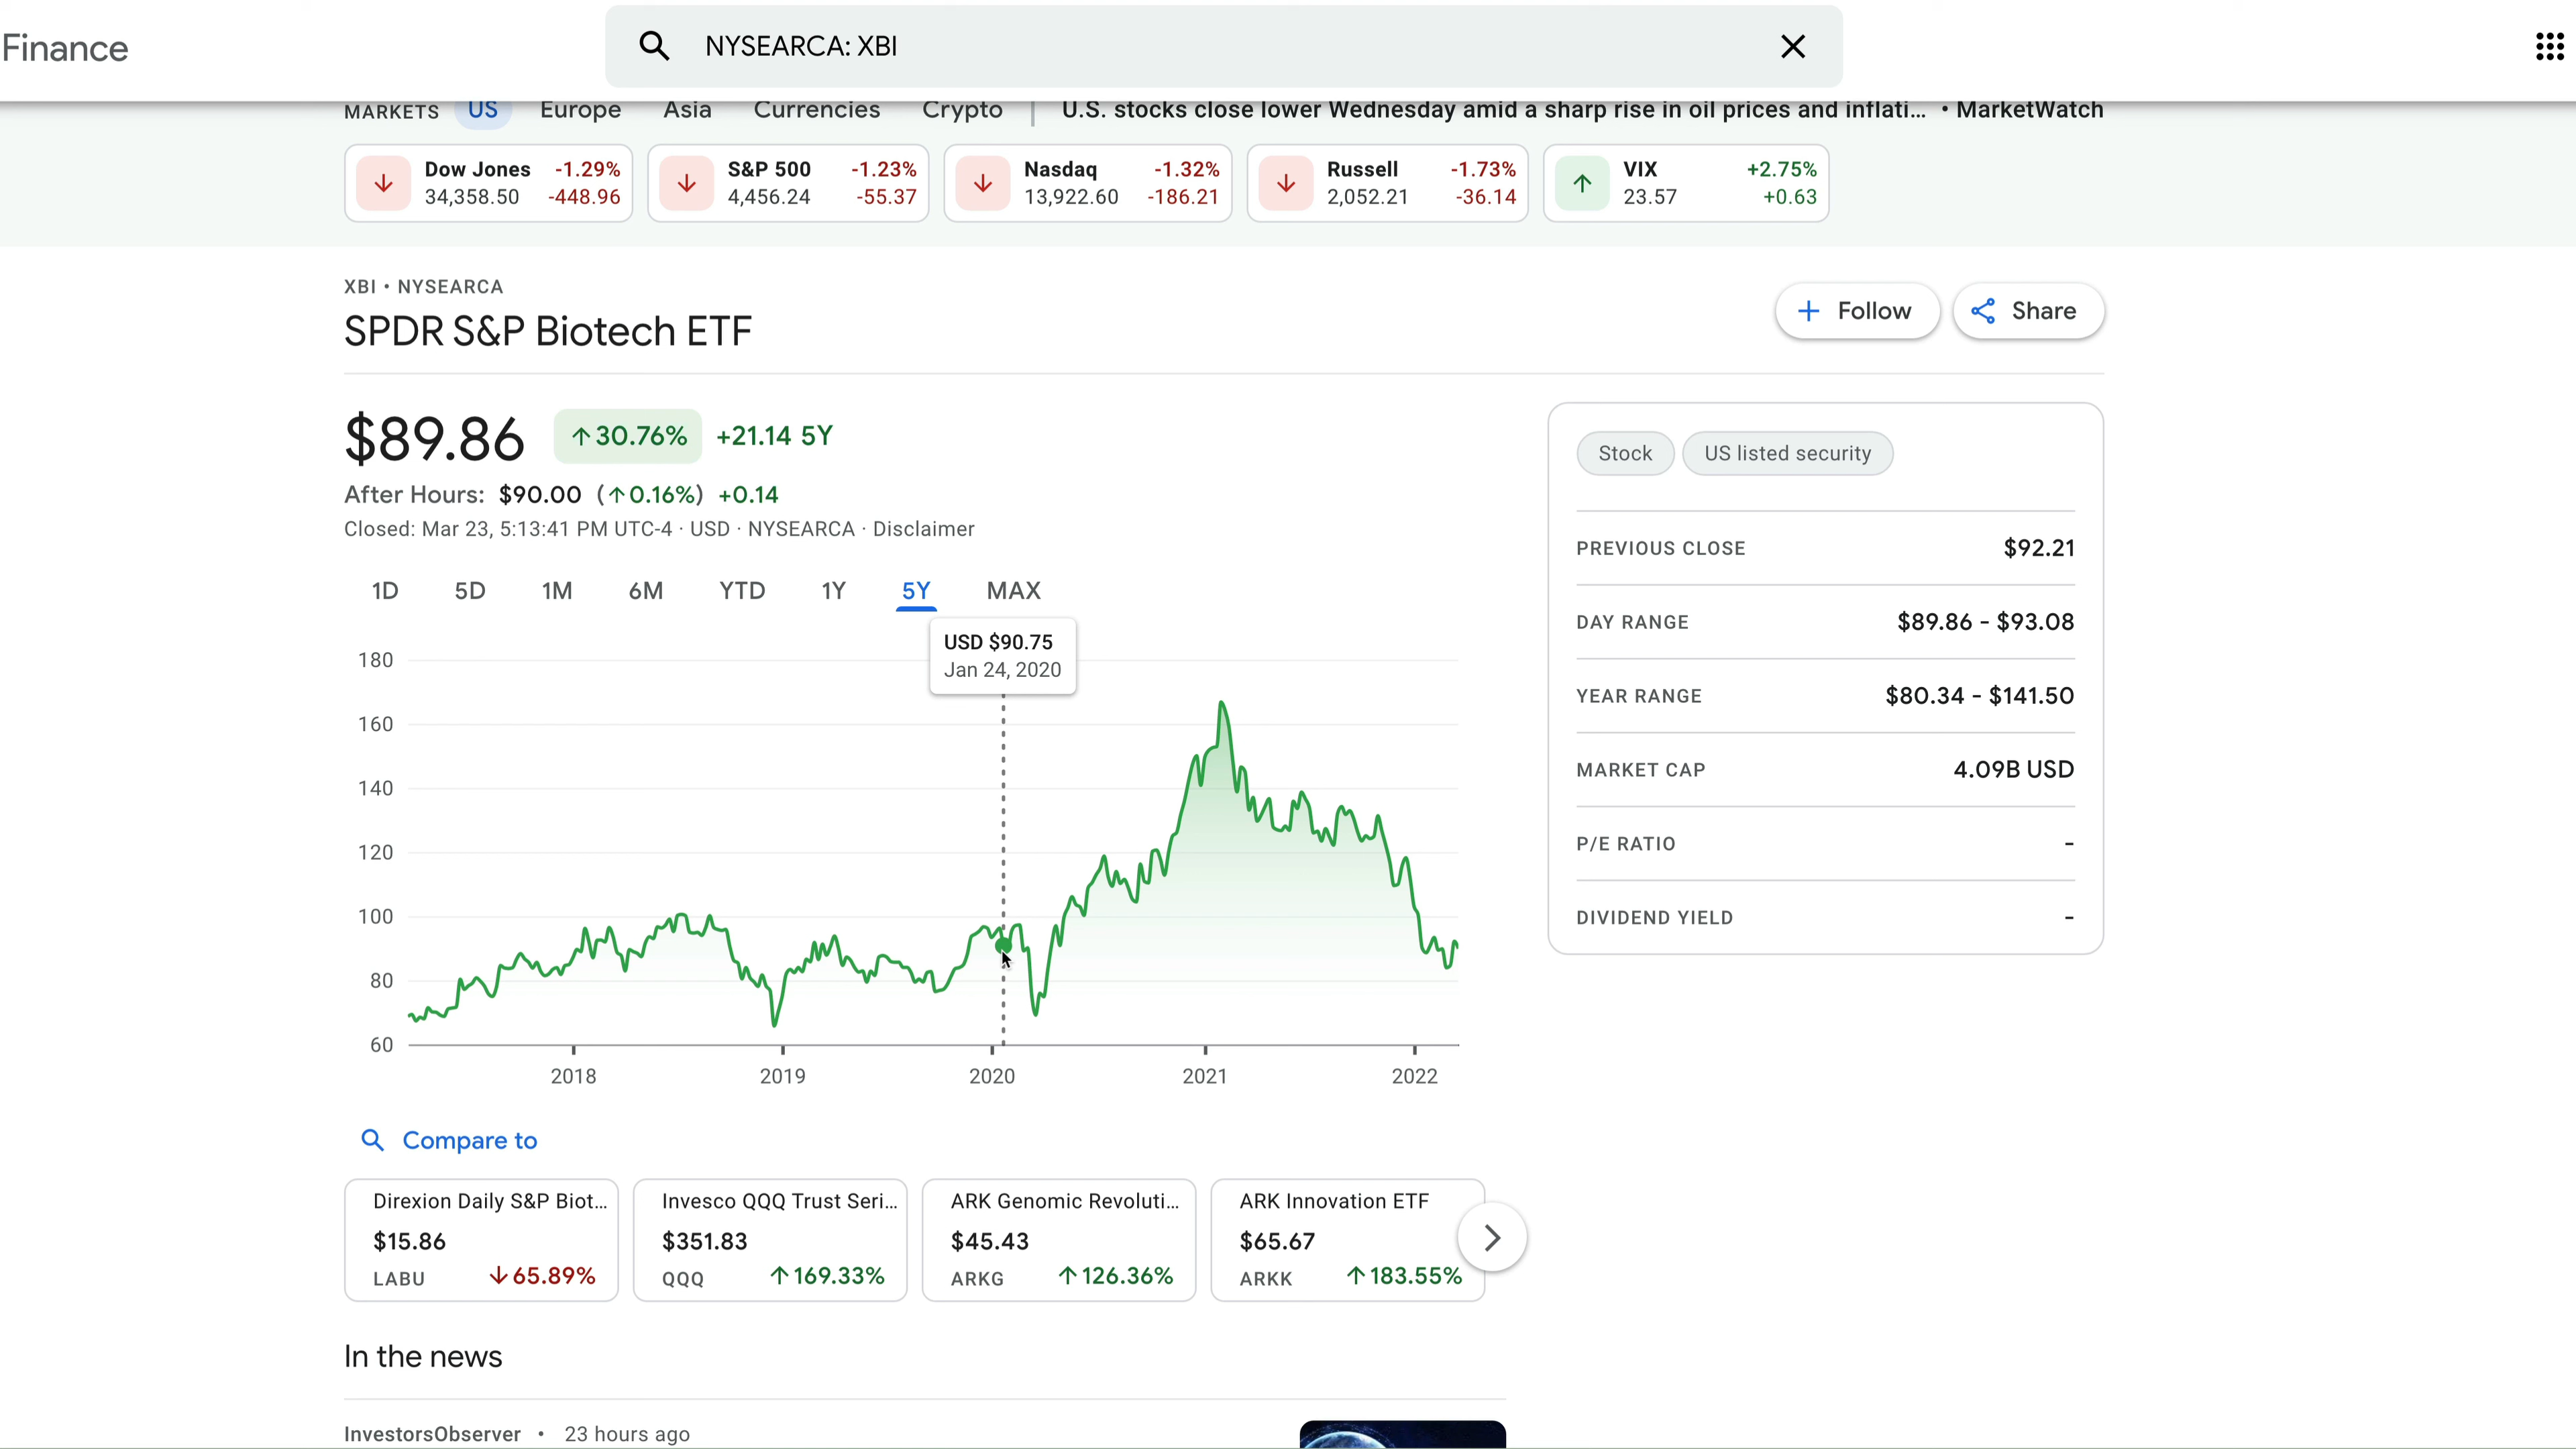 Finance
NYSEARCA: XBI
MARKETS US Europe Asia Currencies Crypto U.S. stocks close lower Wednesday amid a sharp rise in oil prices and inflati... • MarketWatch
Dow Jones -1.29%
34,358.50 -448.96
S&P 500 -1.23%
4,456.24 -55.37
Nasdaq -1.32%
13,922.60 -186.21
Russell -1.73%
2,052.21 -36.14
VIX +2.75%
23.57 +0.63
XBI • NYSEARCA
SPDR S&P Biotech ETF
Follow
Share
$89.86 ↑30.76% +21.14 5Y
After Hours: $90.00 (↑0.16%) +0.14
Closed: Mar 23, 5:13:41 PM UTC-4 · USD · NYSEARCA · Disclaimer
1D 5D 1M 6M YTD 1Y 5Y MAX
USD $90.75
Jan 24, 2020
180
160
140
120
100
80
60
2018 2019 2020 2021 2022
Stock US listed security
PREVIOUS CLOSE $92.21
DAY RANGE $89.86 - $93.08
YEAR RANGE $80.34 - $141.50
MARKET CAP 4.09B USD
P/E RATIO -
DIVIDEND YIELD -
Compare to
Direxion Daily S&P Biot...
$15.86
LABU ↓65.89%
Invesco QQQ Trust Seri...
$351.83
QQQ ↑169.33%
ARK Genomic Revoluti...
$45.43
ARKG ↑126.36%
ARK Innovation ETF
$65.67
ARKK ↑183.55%
In the news
InvestorsObserver • 23 hours ago